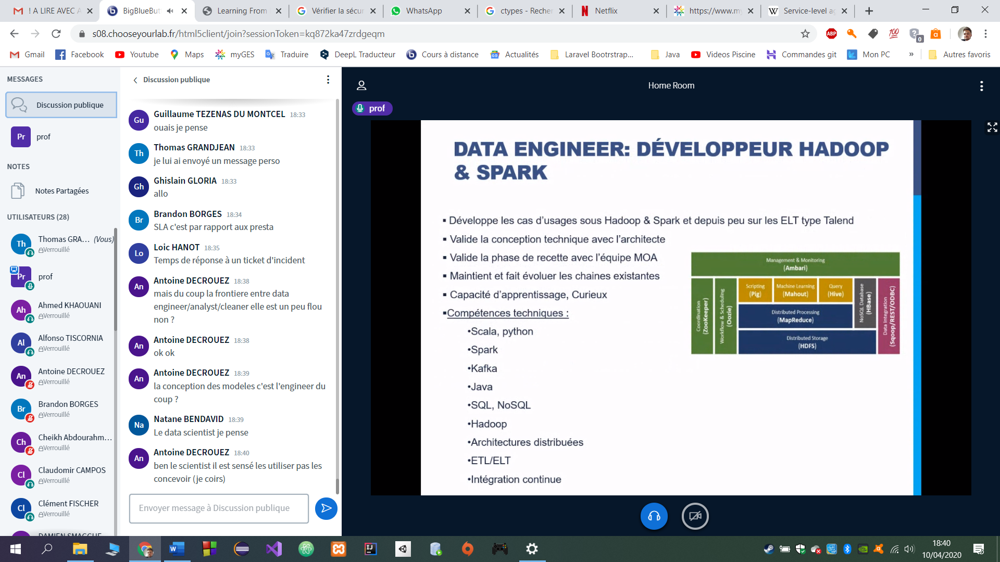 ! A LIRE AVEC A
BigBlueBut
Learning From
Vérifier la sécur
WhatsApp
ctypes - Recher
Netflix
https://www.my
Service-level ag
s08.chooseyourlab.fr/html5client/join?sessionToken=kq872ka47zrdgeqm
ABP
100
0
Gmail
Facebook
Youtube
Maps
myGES
Traduire
DeepL Traducteur
Cours à distance
Actualités
Laravel Bootrstrap...
Java
Videos Piscine
Commandes git
Mon PC
»
Autres favoris
MESSAGES
Discussion publique
Pr
prof
NOTES
Notes Partagées
UTILISATEURS (28)
Th
Thomas GRA... (Vous)
Verrouillé
Pr
prof
Ah
Ahmed KHAOUANI
Verrouillé
Al
Alfonso TISCORNIA
Verrouillé
An
Antoine DECROUEZ
Verrouillé
Br
Brandon BORGES
Verrouillé
Ch
Cheikh Abdourahm...
Verrouillé
Cl
Claudomir CAMPOS
Verrouillé
Cl
Clément FISCHER
Verrouillé
DAMIEN SMAGGHE
Discussion publique
Gu
Guillaume TEZENAS DU MONTCEL 18:33
ouais je pense
Th
Thomas GRANDJEAN 18:33
je lui ai envoyé un message perso
Gh
Ghislain GLORIA 18:33
allo
Br
Brandon BORGES 18:34
SLA c'est par rapport aux presta
Lo
Loic HANOT 18:35
Temps de réponse à un ticket d'incident
An
Antoine DECROUEZ 18:38
mais du coup la frontiere entre data
engineer/analyst/cleaner elle est un peu flou
non ?
An
Antoine DECROUEZ 18:38
ok ok
An
Antoine DECROUEZ 18:39
la conception des modeles c'est l'engineer du
coup ?
Na
Natane BENDAVID 18:39
Le data scientist je pense
An
Antoine DECROUEZ 18:40
ben le scientist il est sensé les utiliser pas les
concevoir (je coirs)
Envoyer message à Discussion publique
Home Room
prof
DATA ENGINEER: DÉVELOPPEUR HADOOP
& SPARK
▪ Développe les cas d'usages sous Hadoop & Spark et depuis peu sur les ELT type Talend
▪ Valide la conception technique avec l'architecte
▪ Valide la phase de recette avec l'équipe MOA
▪ Maintient et fait évoluer les chaines existantes
▪ Capacité d'apprentissage, Curieux
▪Compétences techniques :
•Scala, python
•Spark
•Kafka
•Java
•SQL, NoSQL
•Hadoop
•Architectures distribuées
•ETL/ELT
•Intégration continue
Management & Monitoring
(Ambari)
Coordination
(ZooKeeper)
Workflow & Scheduling
(Oozie)
Scripting
(Pig)
Machine Learning
(Mahout)
Query
(Hive)
Distributed Processing
(MapReduce)
Distributed Storage
(HDFS)
NoSQL Database
(HBase)
Data Integration
(Sqoop/REST/ODBC)
18:40
10/04/2020